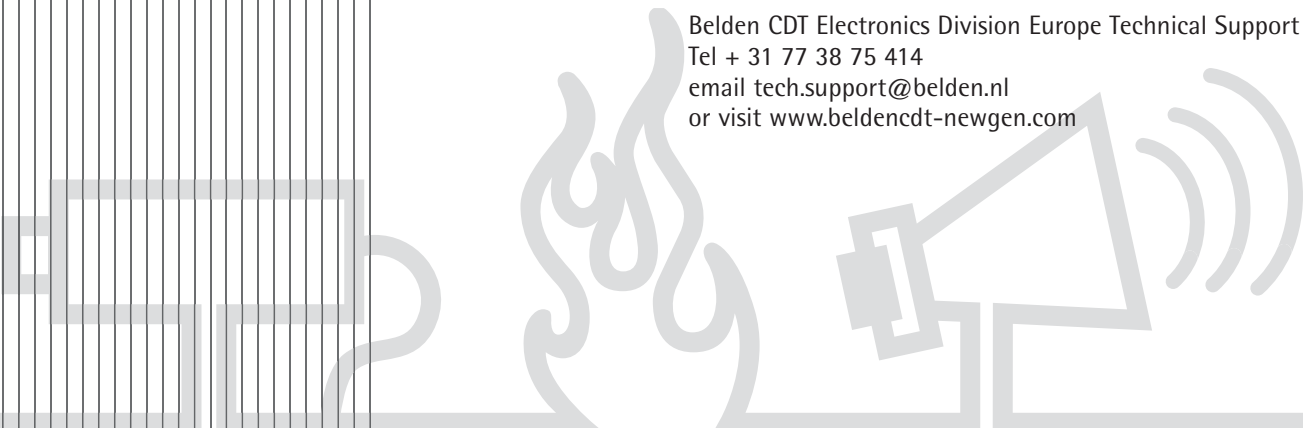 Belden CDT Electronics Division Europe Technical Support
Tel + 31 77 38 75 414
email tech.support@belden.nl
or visit www.beldencdt-newgen.com